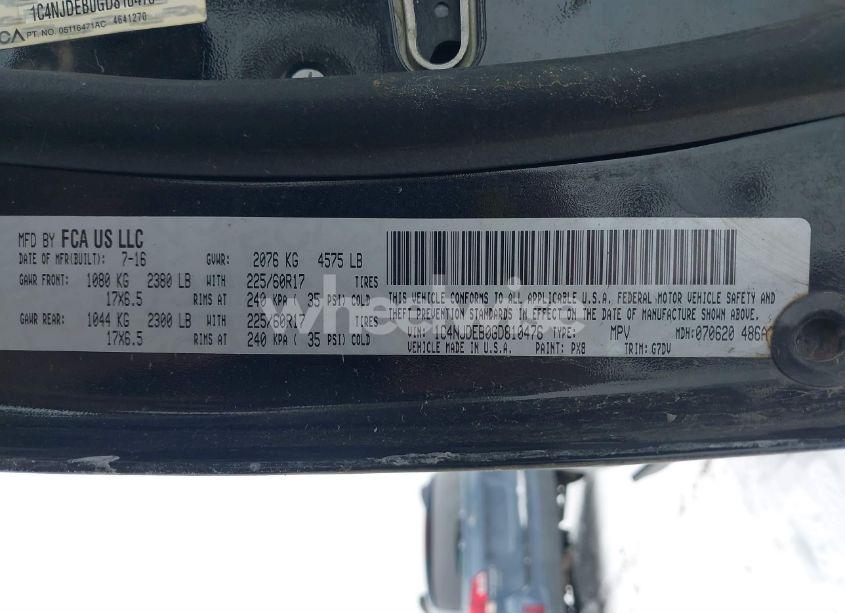 1C4NJDEB0GD810476
CA PT. NO. 05116471AC 4641270
MFD BY FCA US LLC
DATE OF MFR(BUILT): 7-16 GVWR: 2076 KG 4575 LB
GAWR FRONT: 1080 KG 2380 LB WITH 225/60R17 TIRES
17X6.5 RIMS AT 240 KPA ( 35 PSI) COLD
GAWR REAR: 1044 KG 2300 LB WITH 225/60R17 TIRES
17X6.5 RIMS AT 240 KPA ( 35 PSI) COLD
THIS VEHICLE CONFORMS TO ALL APPLICABLE U.S.A. FEDERAL MOTOR VEHICLE SAFETY AND
THEFT PREVENTION STANDARDS IN EFFECT ON THE DATE OF MANUFACTURE SHOWN ABOVE.
VIN: 1C4NJDEB0GD810476 TYPE: MPV MDH: 070620 486A
VEHICLE MADE IN U.S.A. PAINT: PX8 TRIM: G7DV